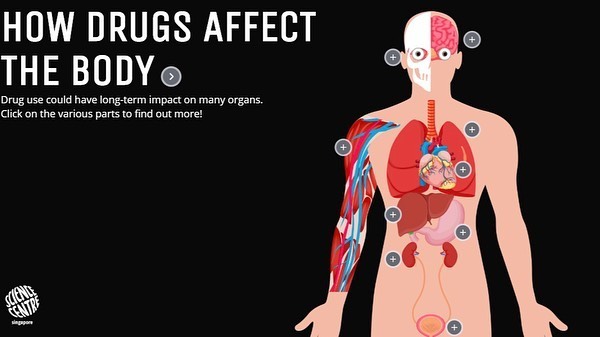 HOW DRUGS AFFECT
THE BODY
Drug use could have long-term impact on many organs.
Click on the various parts to find out more!
SCIENCE
CENTRE
singapore